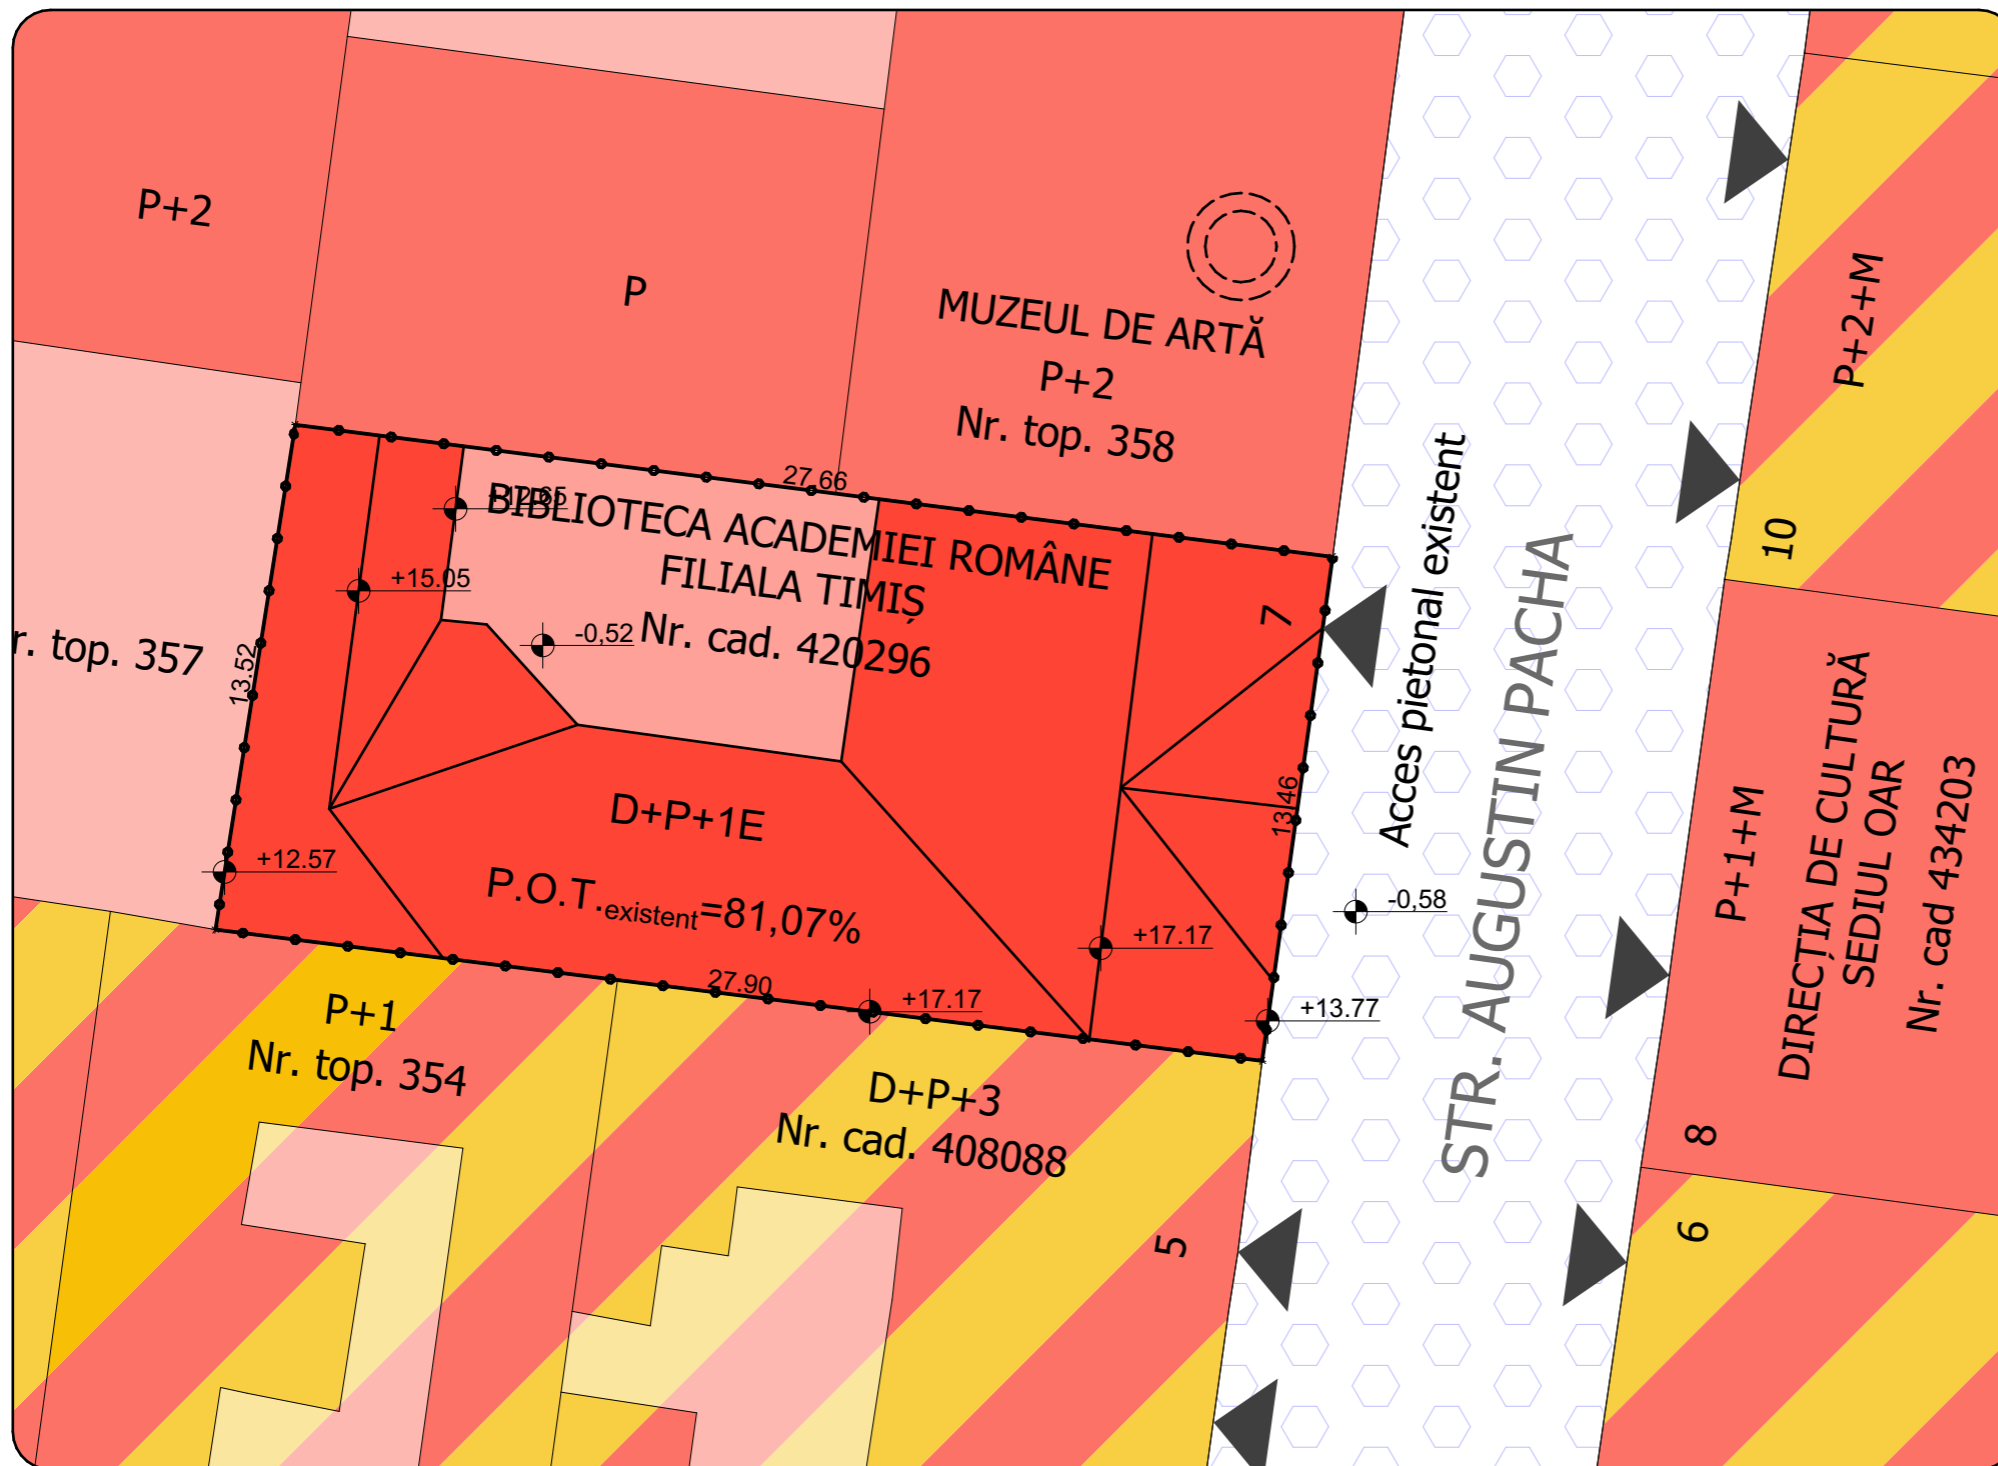 P+2
P
MUZEUL DE ARTĂ
P+2
Nr. top. 358
27.66
+12.65
BIBLIOTECA ACADEMIEI ROMÂNE
FILIALA TIMIȘ
Nr. cad. 420296
+15.05
-0,52
7
r. top. 357
13.52
D+P+1E
P.O.T.existent=81,07%
+12.57
13.46
+17.17
27.90
+17.17
+13.77
-0,58
Acces pietonal existent
STR. AUGUSTIN PACHA
P+2+M
10
P+1+M
DIRECȚIA DE CULTURĂ
SEDIUL OAR
Nr. cad 434203
8
6
P+1
Nr. top. 354
D+P+3
Nr. cad. 408088
5